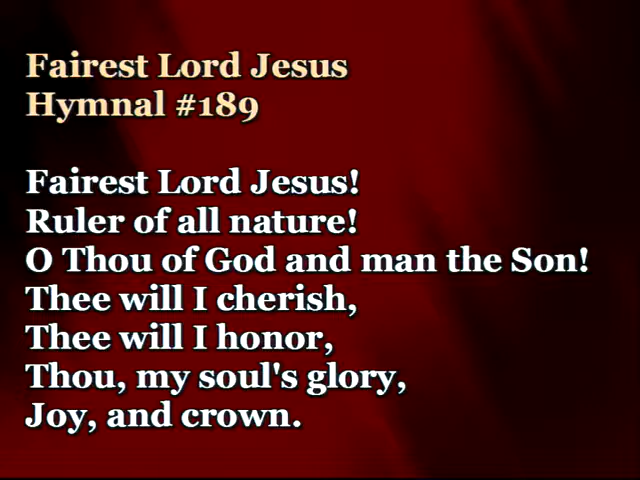 Fairest Lord Jesus
Hymnal #189
Fairest Lord Jesus!
Ruler of all nature!
O Thou of God and man the Son!
Thee will I cherish,
Thee will I honor,
Thou, my soul's glory,
Joy, and crown.